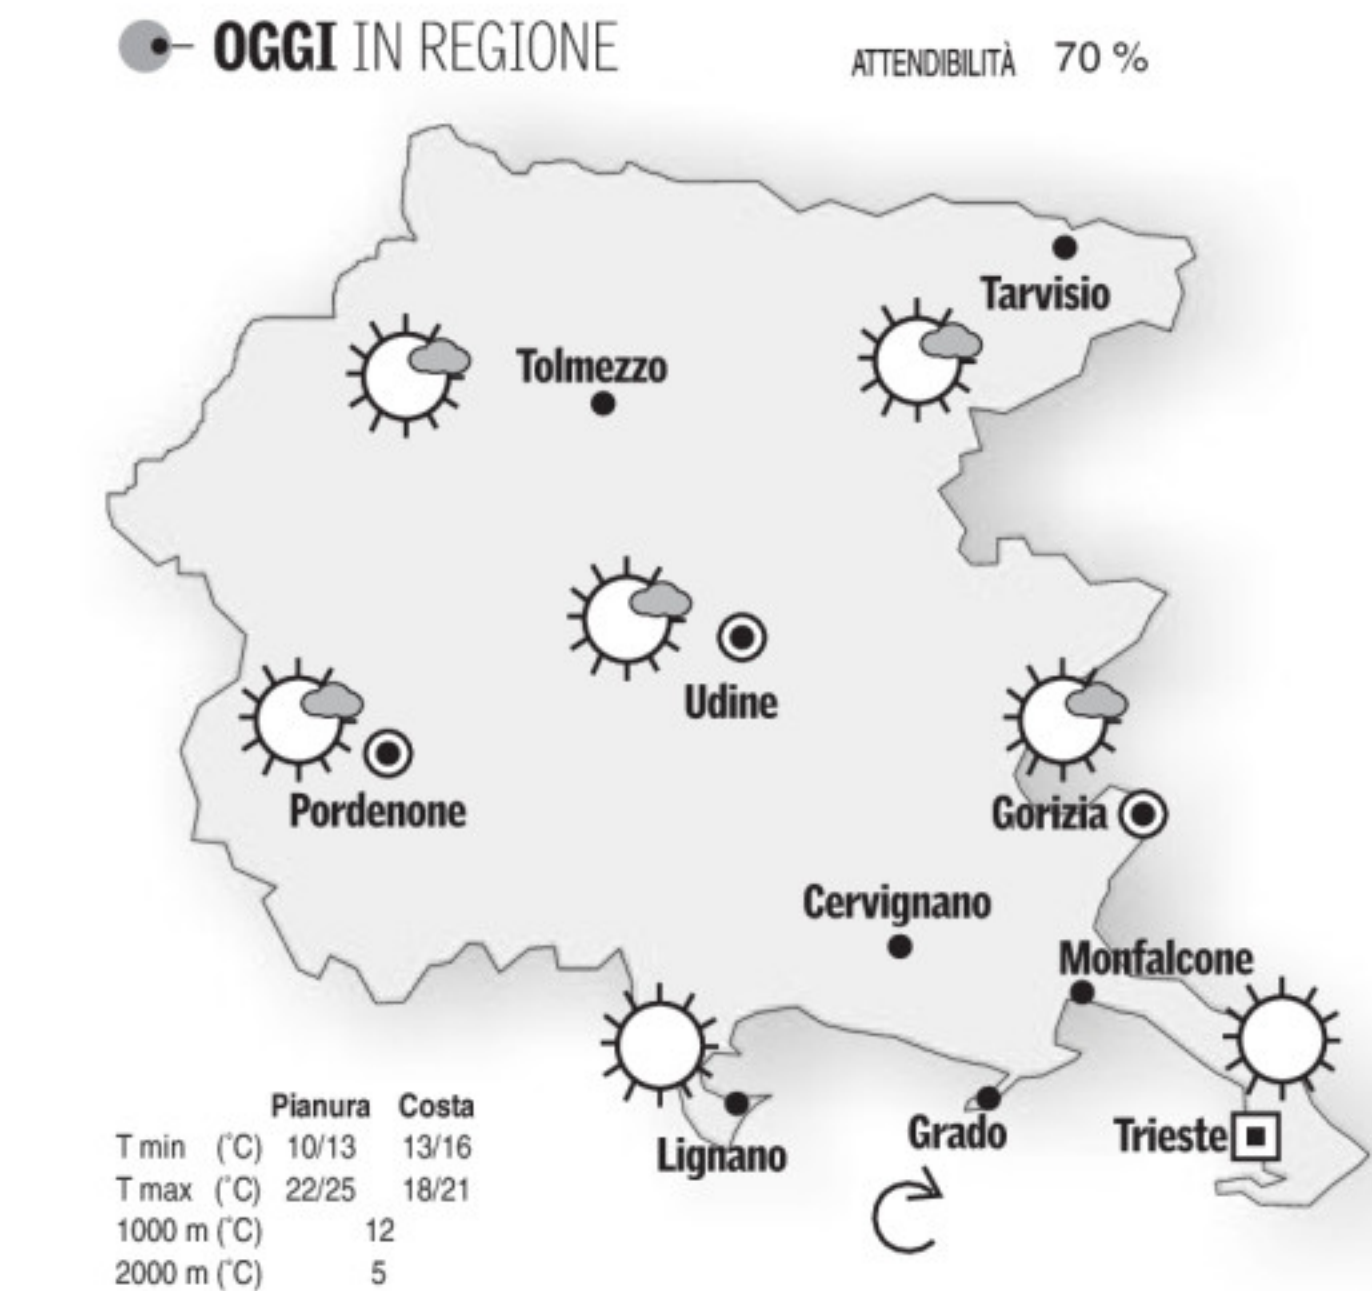 OGGI IN REGIONE
ATTENDIBILITÀ 70 %
Tarvisio
Tolmezzo
Udine
Pordenone
Gorizia
Cervignano
Monfalcone
Lignano
Grado
Trieste
Pianura Costa
T min (°C) 10/13 13/16
T max (°C) 22/25 18/21
1000 m (°C) 12
2000 m (°C) 5